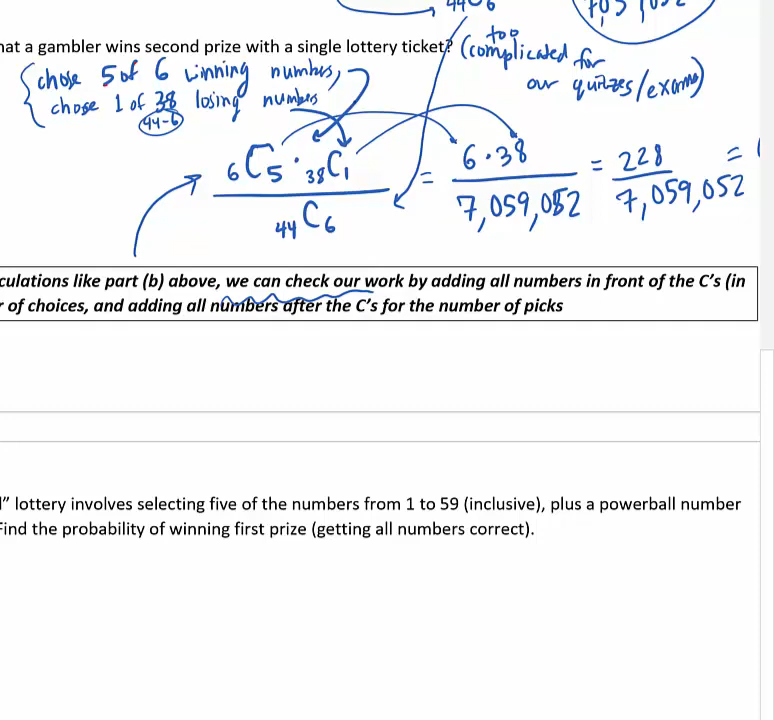 44C6
hat a gambler wins second prize with a single lottery ticket? (too complicated for
our quizzes/exams)
chose 5 of 6 winning numbers,
chose 1 of 38 losing numbers
44-6
6C5 · 38C1 / 44C6 = 6·38 / 7,059,052 = 228 / 7,059,052 =
culations like part (b) above, we can check our work by adding all numbers in front of the C's (in
r of choices, and adding all numbers after the C's for the number of picks
l" lottery involves selecting five of the numbers from 1 to 59 (inclusive), plus a powerball number
Find the probability of winning first prize (getting all numbers correct).